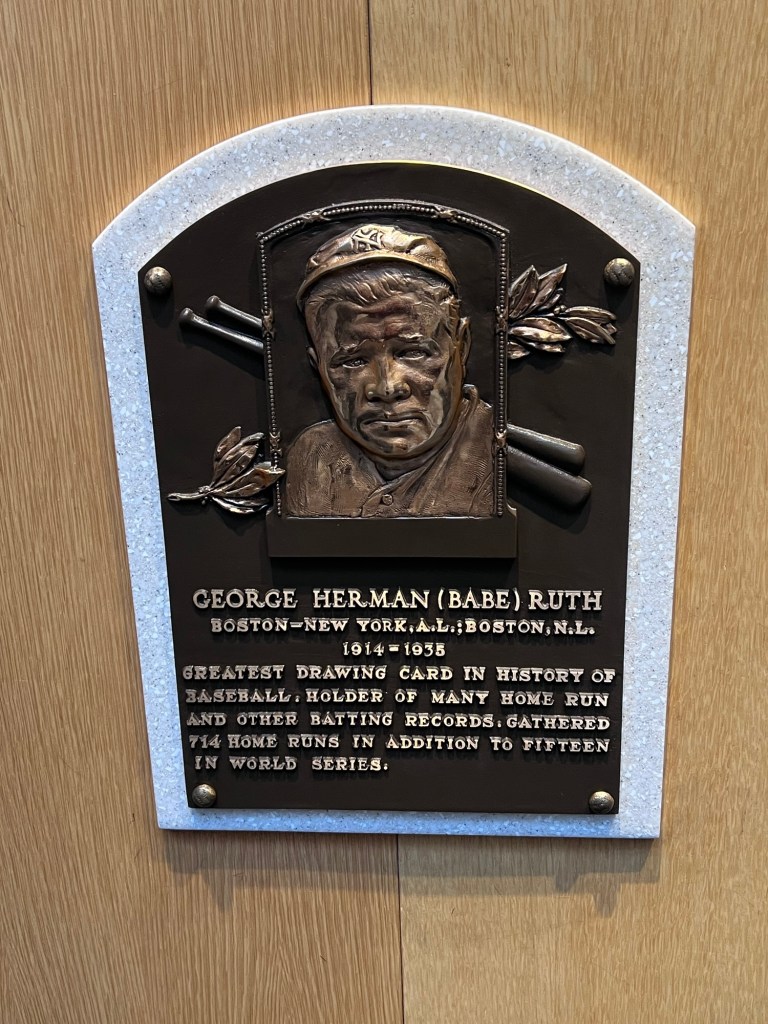 NY
GEORGE HERMAN (BABE) RUTH
BOSTON–NEW YORK, A.L.; BOSTON, N.L.
1914–1935
GREATEST DRAWING CARD IN HISTORY OF
BASEBALL. HOLDER OF MANY HOME RUN
AND OTHER BATTING RECORDS. GATHERED
714 HOME RUNS IN ADDITION TO FIFTEEN
IN WORLD SERIES.